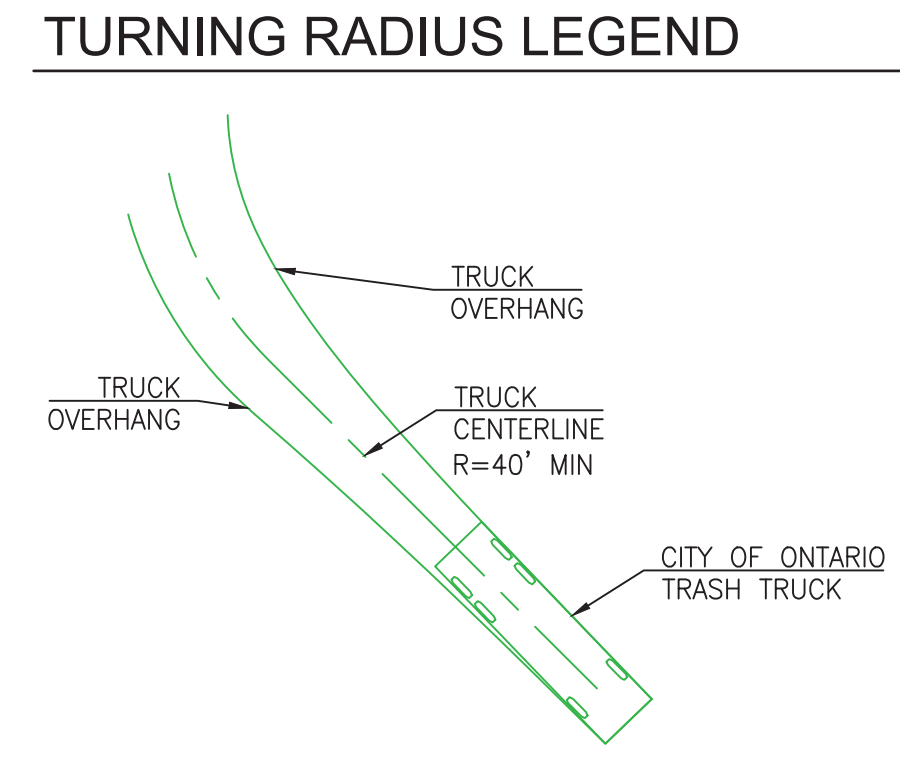 TURNING RADIUS LEGEND
TRUCK
OVERHANG
TRUCK
OVERHANG
TRUCK
CENTERLINE
R=40' MIN
CITY OF ONTARIO
TRASH TRUCK